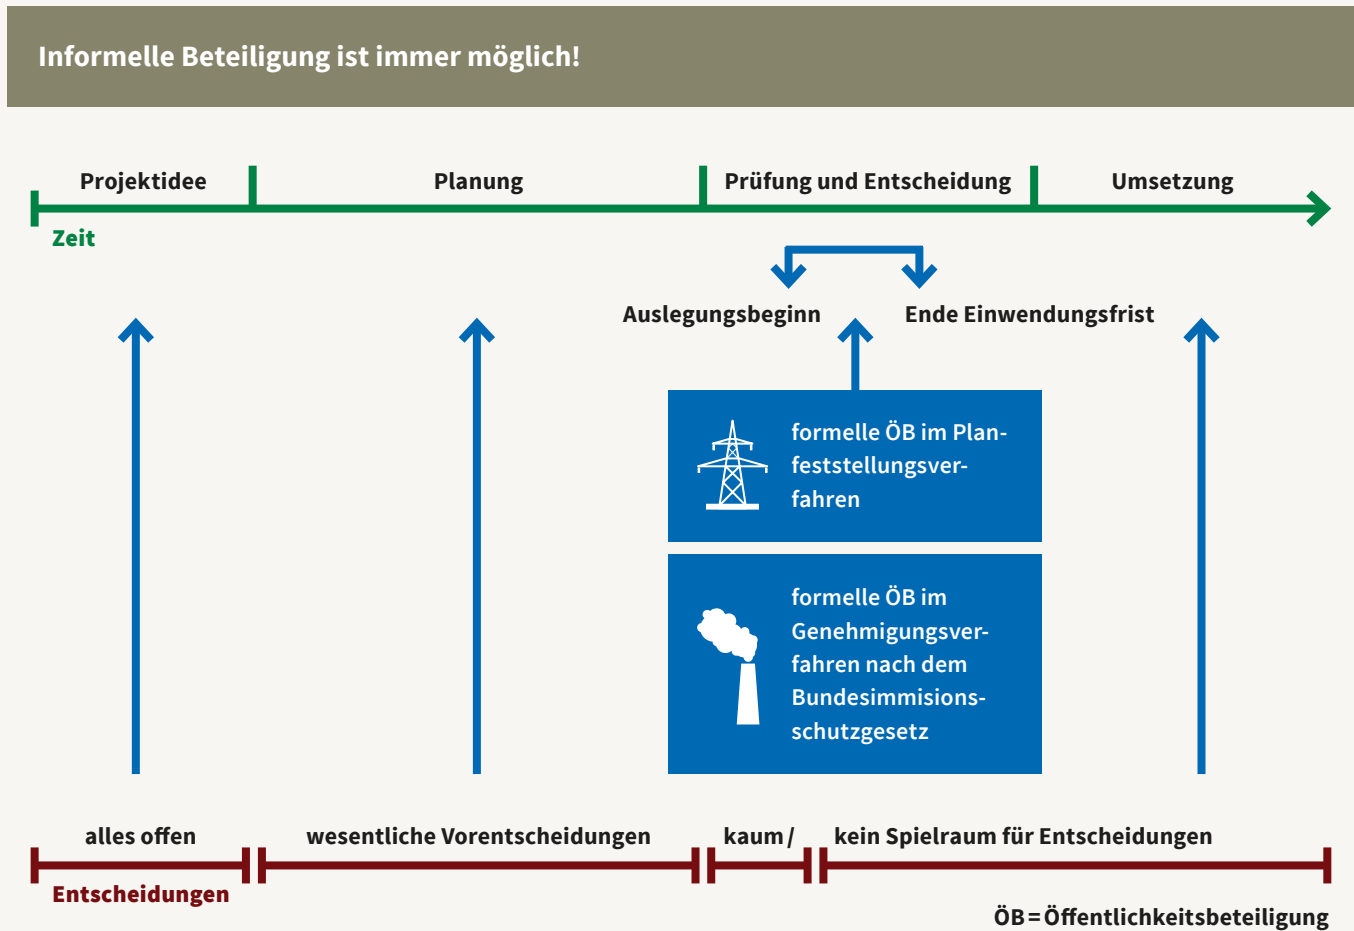 Informelle Beteiligung ist immer möglich!
Projektidee
Planung
Prüfung und Entscheidung
Umsetzung
Zeit
Auslegungsbeginn
Ende Einwendungsfrist
formelle ÖB im Plan-
feststellungsver-
fahren
formelle ÖB im
Genehmigungsver-
fahren nach dem
Bundesimmisions-
schutzgesetz
alles offen
wesentliche Vorentscheidungen
kaum /
kein Spielraum für Entscheidungen
Entscheidungen
ÖB = Öffentlichkeitsbeteiligung